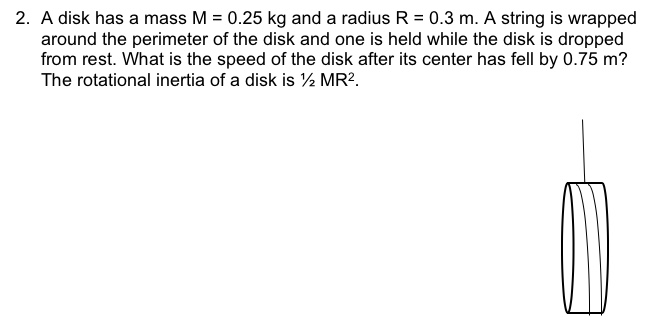 2. A disk has a mass M = 0.25 kg and a radius R = 0.3 m. A string is wrapped
around the perimeter of the disk and one is held while the disk is dropped
from rest. What is the speed of the disk after its center has fell by 0.75 m?
The rotational inertia of a disk is ½ MR².